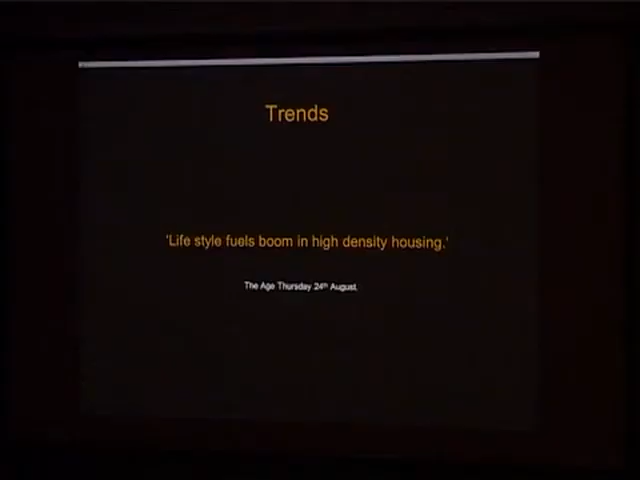 Trends
'Life style fuels boom in high density housing.'
The Age Thursday 24th August.